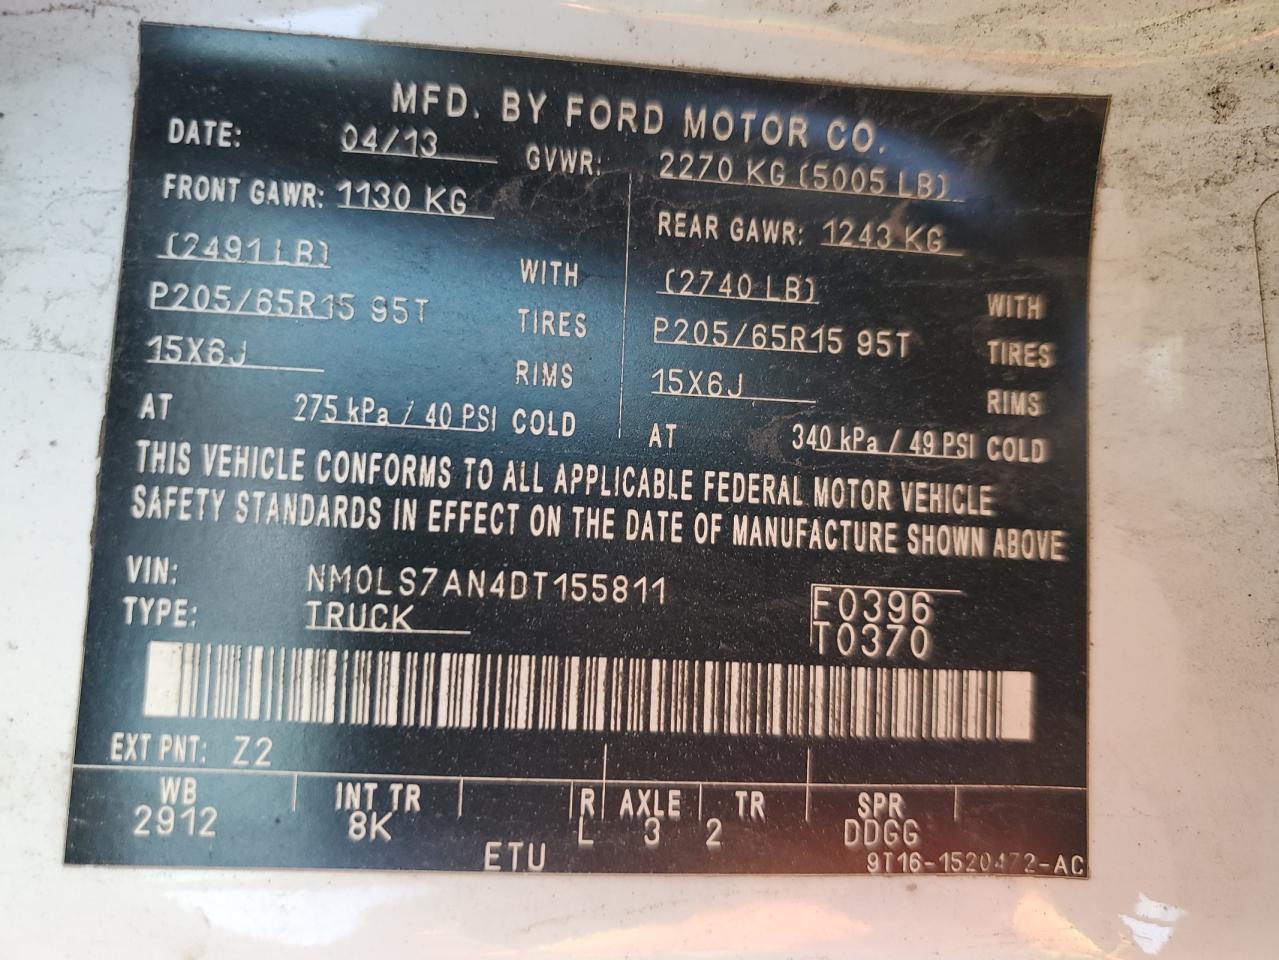 MFD. BY FORD MOTOR CO.
DATE: 04/13 GVWR: 2270 KG (5005 LB)
FRONT GAWR: 1130 KG REAR GAWR: 1243 KG
(2491 LB) WITH (2740 LB) WITH
P205/65R15 95T TIRES P205/65R15 95T TIRES
15X6J RIMS 15X6J RIMS
AT 275 kPa / 40 PSI COLD AT 340 kPa / 49 PSI COLD
THIS VEHICLE CONFORMS TO ALL APPLICABLE FEDERAL MOTOR VEHICLE
SAFETY STANDARDS IN EFFECT ON THE DATE OF MANUFACTURE SHOWN ABOVE
VIN: NM0LS7AN4DT155811 F0396
TYPE: TRUCK T0370
EXT PNT: Z2
WB INT TR R AXLE TR SPR
2912 8K L 3 2 DDGG
ETU 9T16-1520472-AC